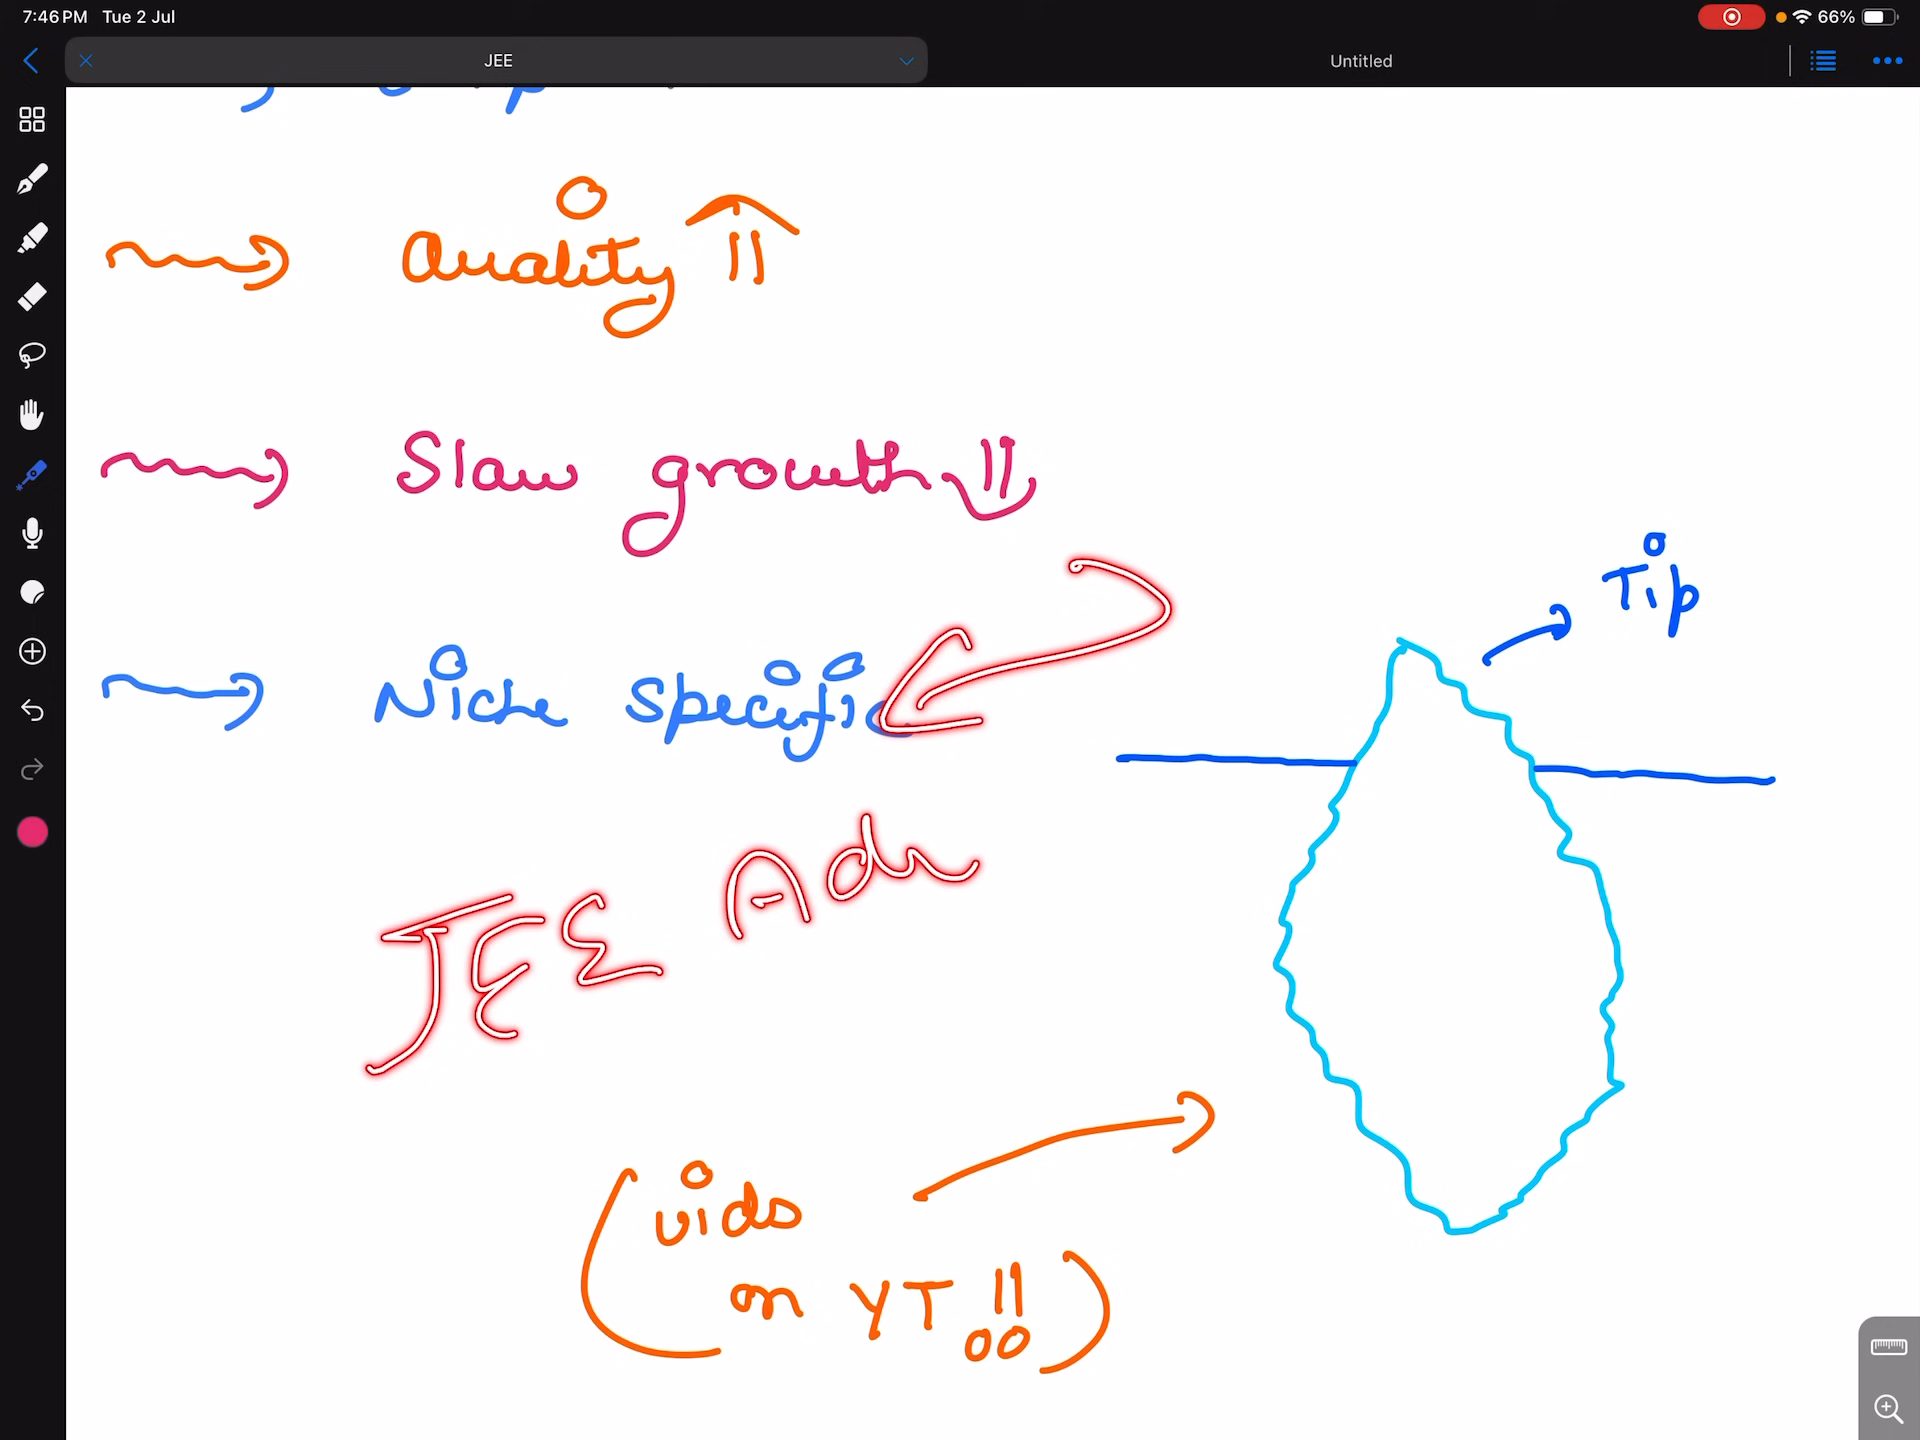 7:46 PM Tue 2 Jul
66%
JEE
Untitled
Quality
Slow growth
Tip
Niche specific
JEE Adv
(vids
on YT !!)